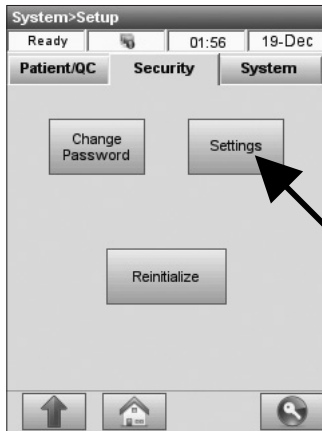 System>Setup
Ready 01:56 19-Dec
Patient/QC Security System
Change
Password
Settings
Reinitialize